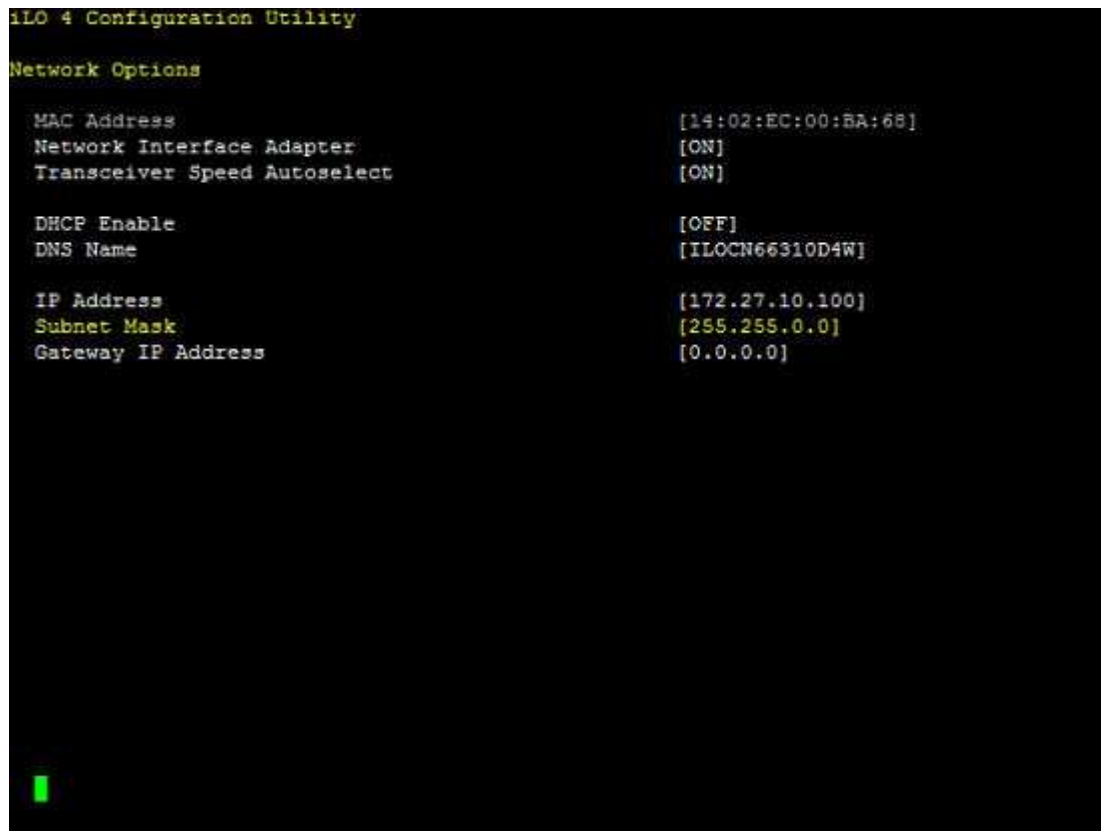 iLO 4 Configuration Utility
Network Options
MAC Address [14:02:EC:00:BA:68]
Network Interface Adapter [ON]
Transceiver Speed Autoselect [ON]
DHCP Enable [OFF]
DNS Name [ILOCN66310D4W]
IP Address [172.27.10.100]
Subnet Mask [255.255.0.0]
Gateway IP Address [0.0.0.0]